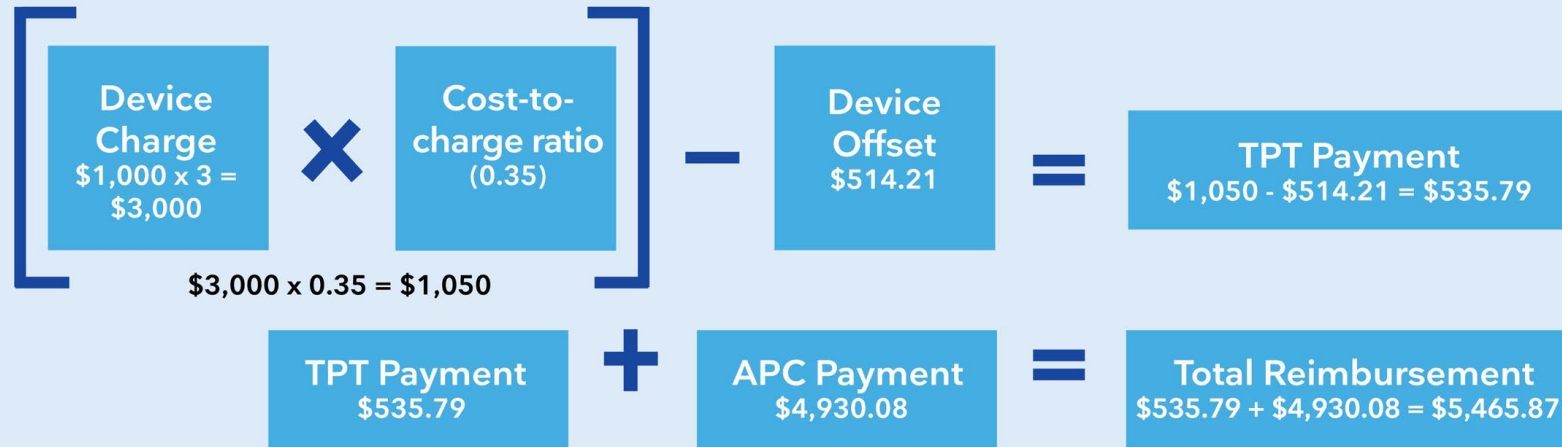 Device
Charge
$1,000 x 3 =
$3,000
×
Cost-to-
charge ratio
(0.35)
–
Device
Offset
$514.21
=
TPT Payment
$1,050 - $514.21 = $535.79
$3,000 x 0.35 = $1,050
TPT Payment
$535.79
+
APC Payment
$4,930.08
=
Total Reimbursement
$535.79 + $4,930.08 = $5,465.87